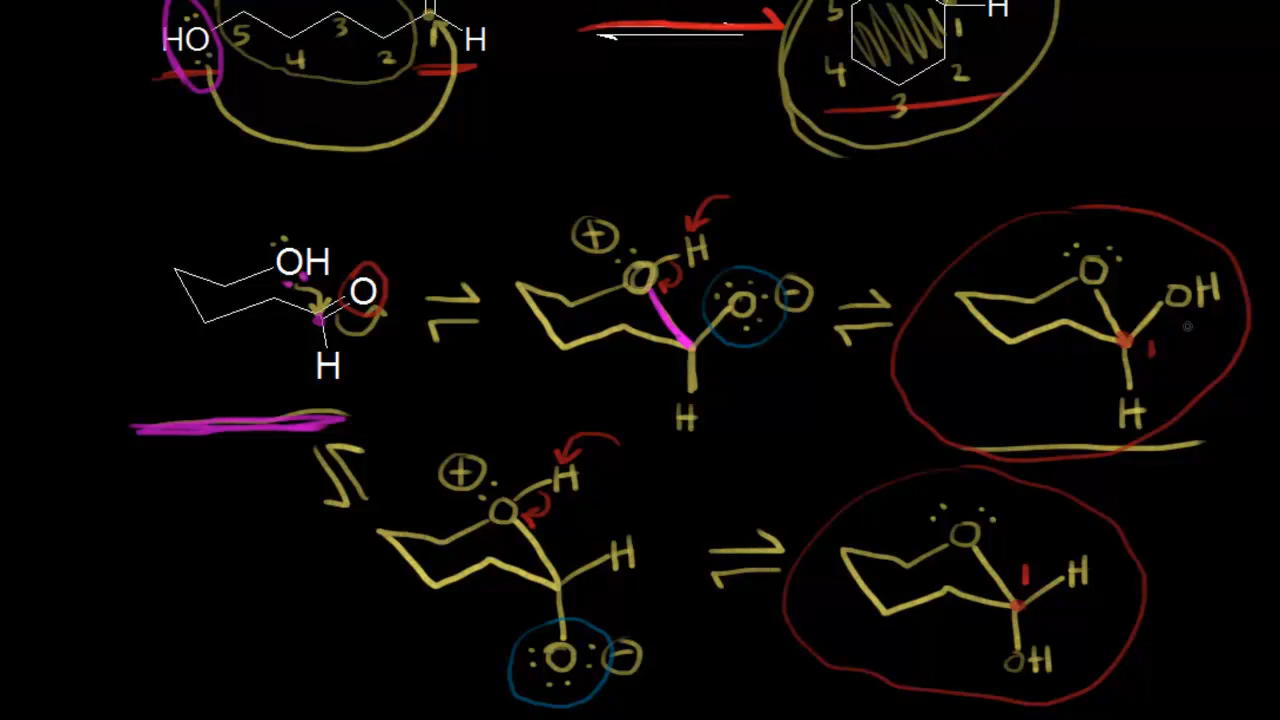 HO 5 4 3 2 1 H
5 4 3 2 1 H
OH O H
+ O H O - H
O OH 1 H
+ O H H O -
O 1 H OH